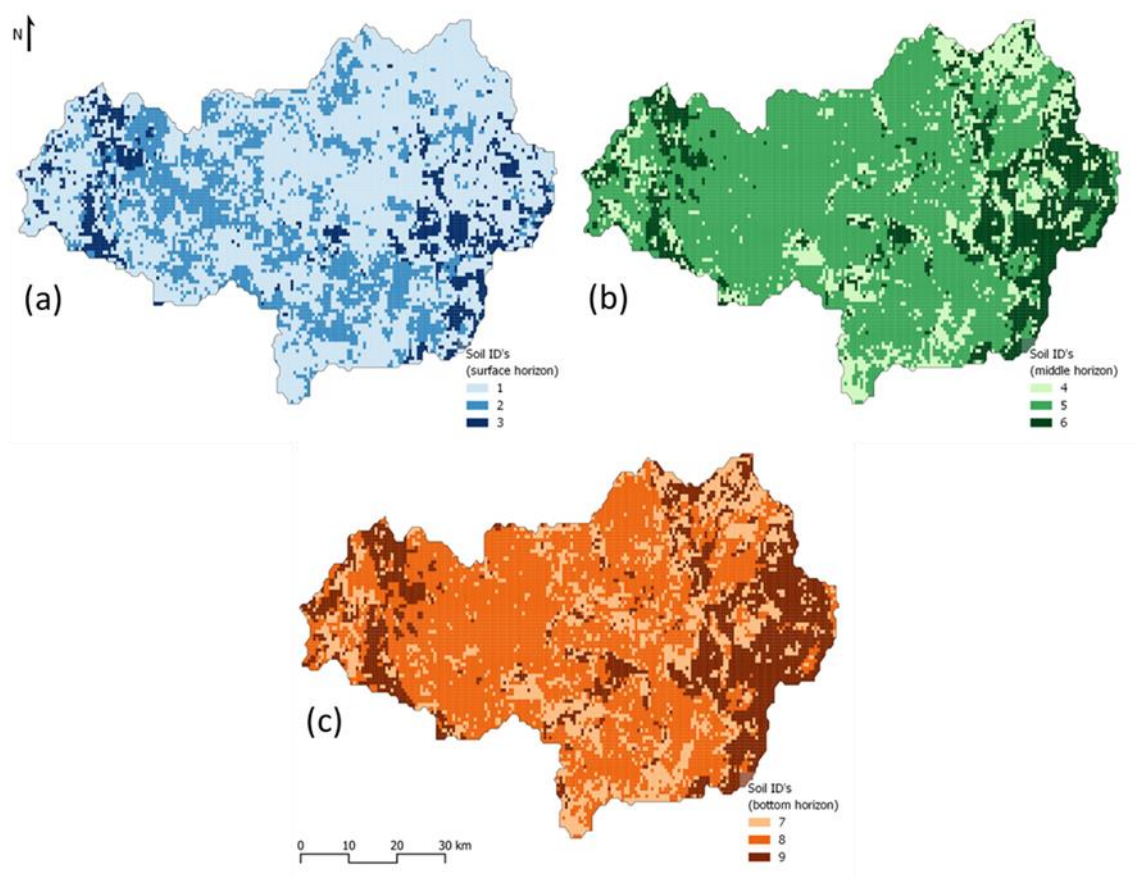 N
(a)
Soil ID's
(surface horizon)
1
2
3
(b)
Soil ID's
(middle horizon)
4
5
6
(c)
Soil ID's
(bottom horizon)
7
8
9
0 10 20 30 km